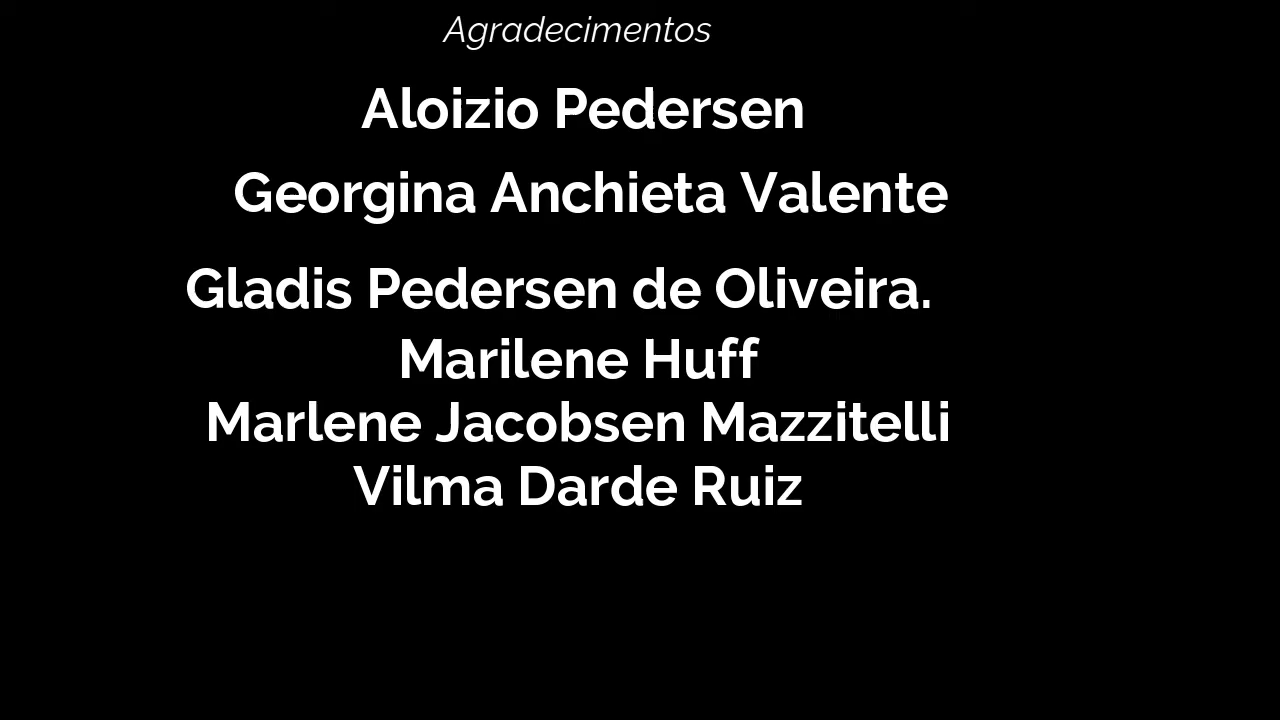 Agradecimentos
Aloizio Pedersen
Georgina Anchieta Valente
Gladis Pedersen de Oliveira.
Marilene Huff
Marlene Jacobsen Mazzitelli
Vilma Darde Ruiz